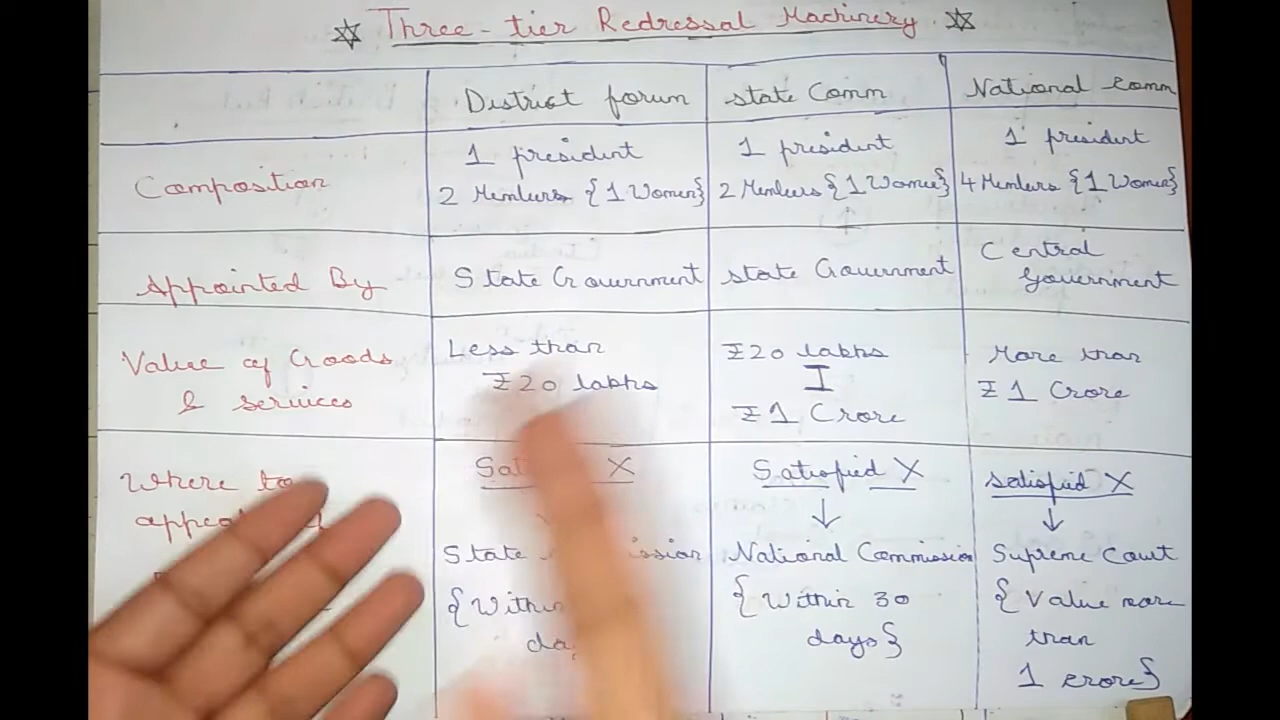 Three-tier Redressal Machinery
District forum
State Comm
National Comm
Composition
1 president
2 Members {1 Women}
1 president
2 Members {1 Women}
1 president
4 Members {1 Women}
Appointed By
State Government
State Government
Central
Government
Value of Goods
& services
Less than
₹20 lakhs
₹20 lakhs
I
₹1 Crore
More than
₹1 Crore
Where to
Satisfied X
State
{Within
↓
National Commission
{Within 30
days}
Satisfied X
↓
Supreme Court
{Value more
than
1 crore}